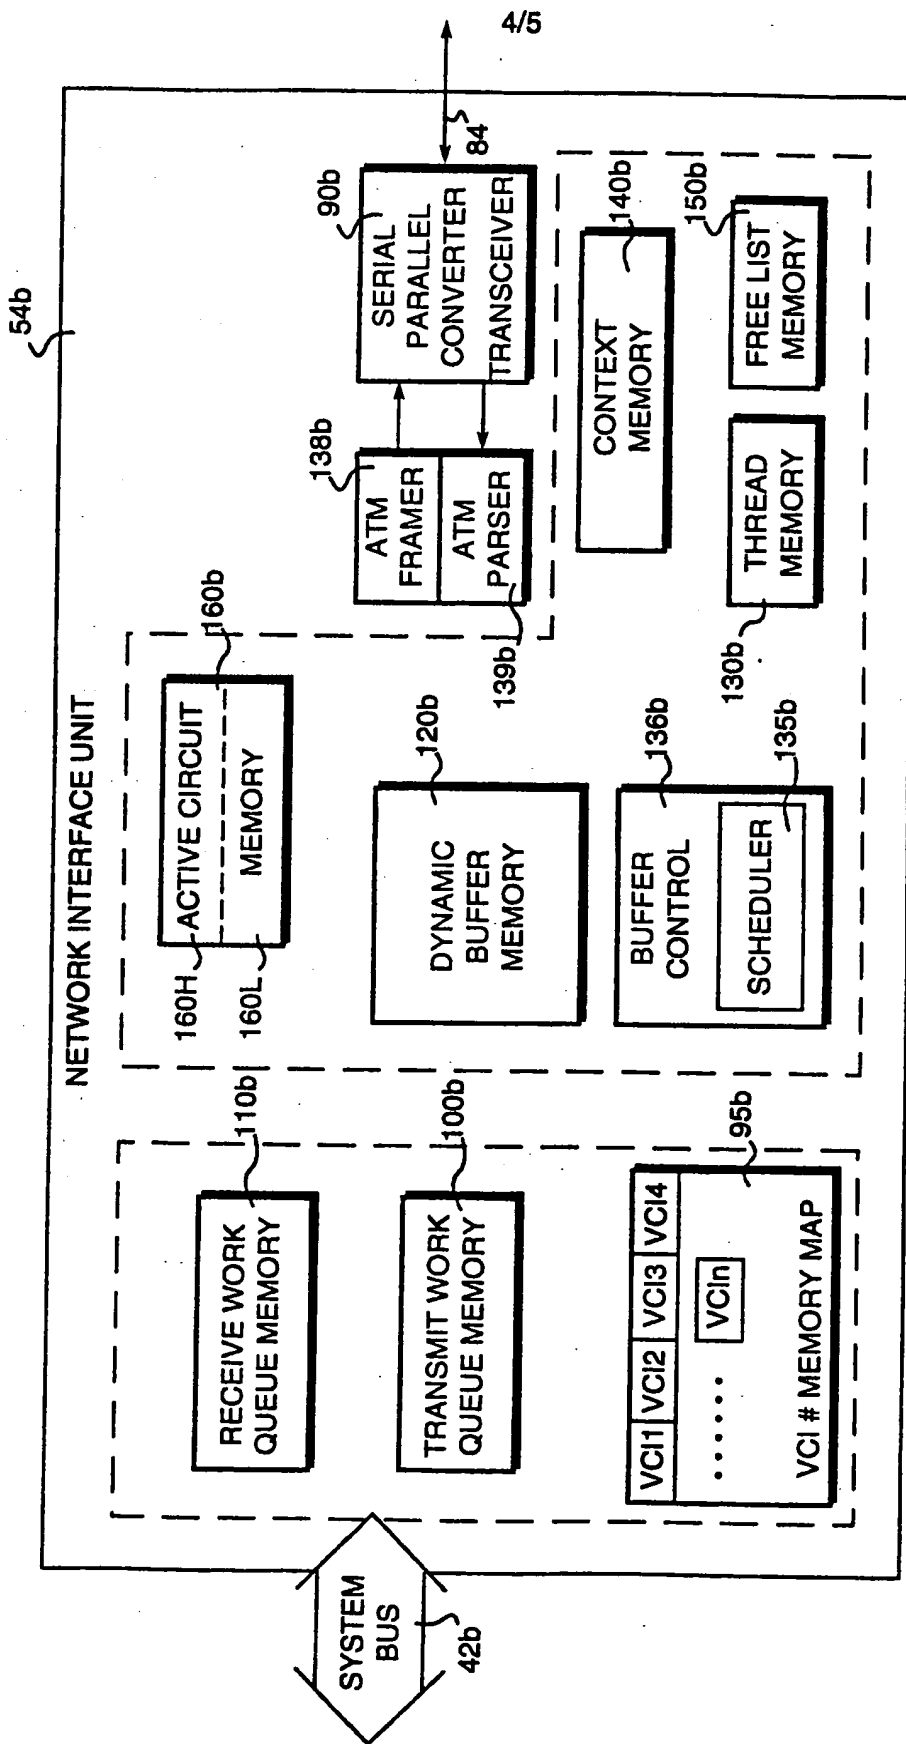 4/5
NETWORK INTERFACE UNIT
54b
SYSTEM
BUS
42b
110b
RECEIVE WORK
QUEUE MEMORY
100b
TRANSMIT WORK
QUEUE MEMORY
95b
VCI1 VCI2 VCI3 VCI4
...... VCIn
VCI # MEMORY MAP
160H
160L
160b
ACTIVE CIRCUIT
MEMORY
120b
DYNAMIC
BUFFER
MEMORY
136b
BUFFER
CONTROL
135b
SCHEDULER
138b
ATM
FRAMER
ATM
PARSER
139b
90b
SERIAL
PARALLEL
CONVERTER
TRANSCEIVER
84
140b
CONTEXT
MEMORY
130b
THREAD
MEMORY
150b
FREE LIST
MEMORY